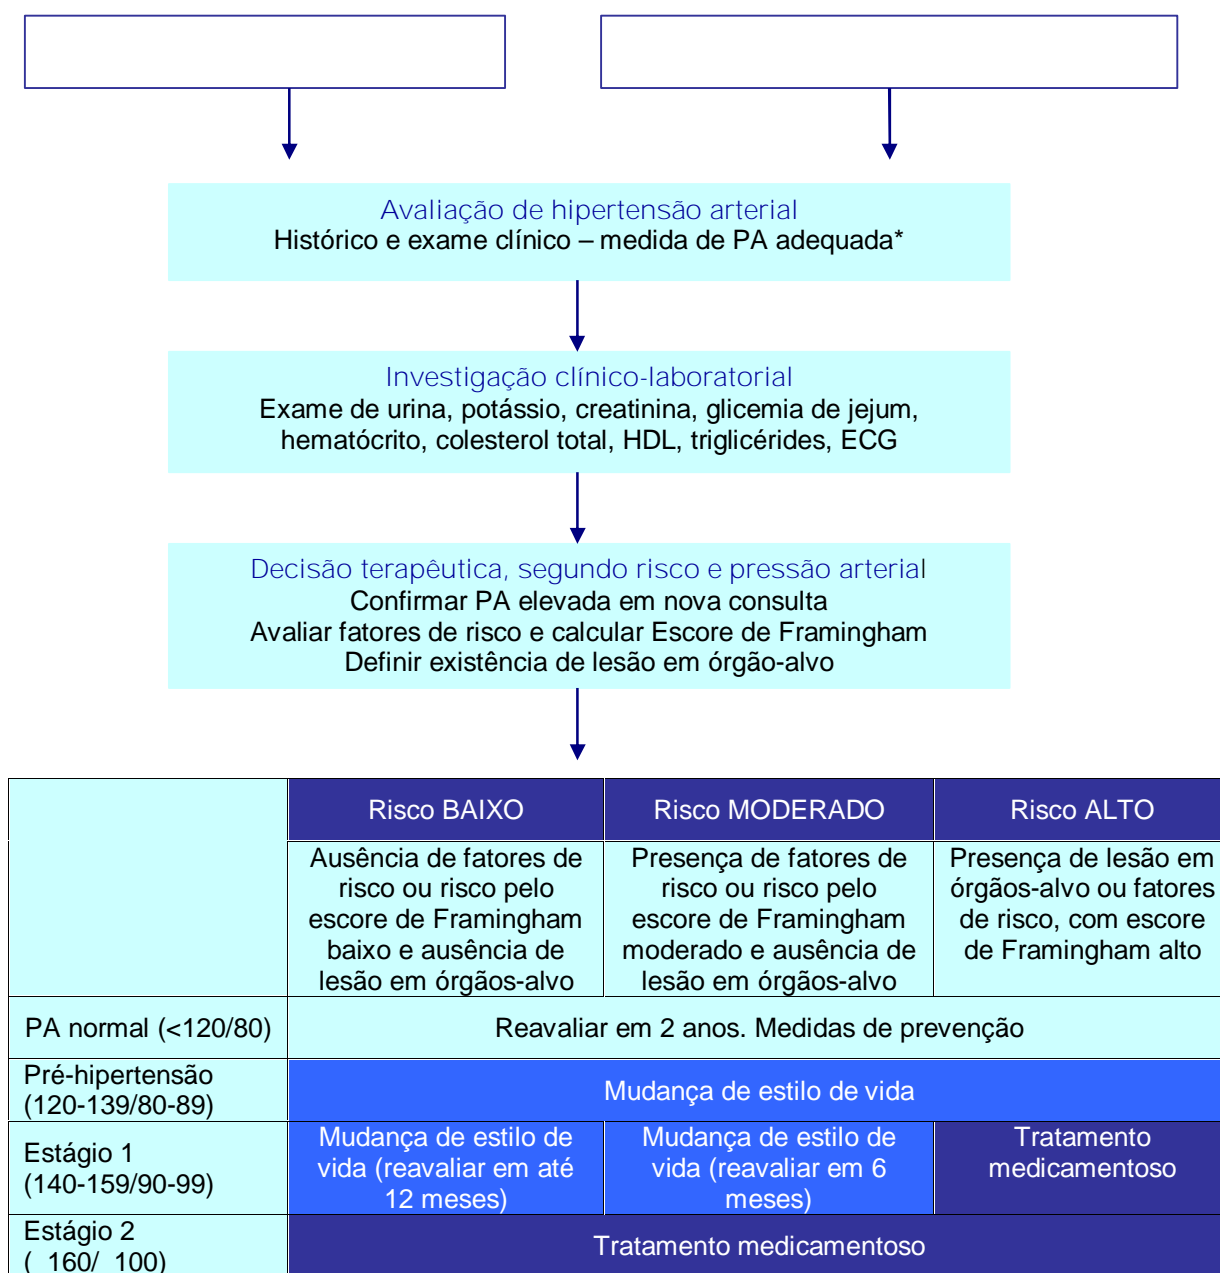 Avaliação de hipertensão arterial
Histórico e exame clínico – medida de PA adequada*
Investigação clínico-laboratorial
Exame de urina, potássio, creatinina, glicemia de jejum,
hematócrito, colesterol total, HDL, triglicérides, ECG
Decisão terapêutica, segundo risco e pressão arterial
Confirmar PA elevada em nova consulta
Avaliar fatores de risco e calcular Escore de Framingham
Definir existência de lesão em órgão-alvo
Risco BAIXO
Risco MODERADO
Risco ALTO
Ausência de fatores de
risco ou risco pelo
escore de Framingham
baixo e ausência de
lesão em órgãos-alvo
Presença de fatores de
risco ou risco pelo
escore de Framingham
moderado e ausência de
lesão em órgãos-alvo
Presença de lesão em
órgãos-alvo ou fatores
de risco, com escore
de Framingham alto
PA normal (<120/80)
Reavaliar em 2 anos. Medidas de prevenção
Pré-hipertensão
(120-139/80-89)
Mudança de estilo de vida
Estágio 1
(140-159/90-99)
Mudança de estilo de
vida (reavaliar em até
12 meses)
Mudança de estilo de
vida (reavaliar em 6
meses)
Tratamento
medicamentoso
Estágio 2
( 160/ 100)
Tratamento medicamentoso